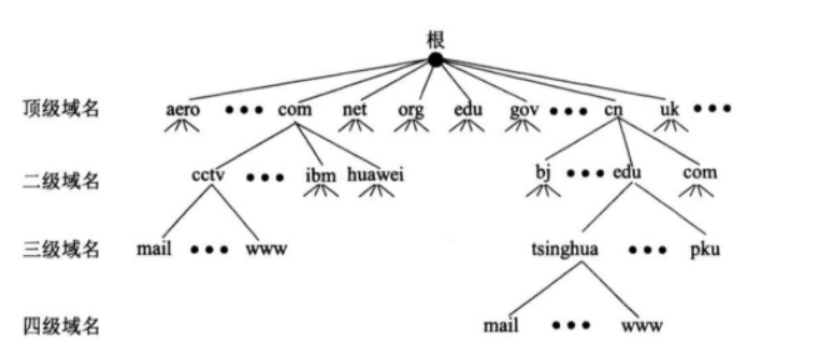 根
顶级域名 aero ••• com net org edu gov ••• cn uk •••
二级域名 cctv ••• ibm huawei bj ••• edu com
三级域名 mail ••• www tsinghua ••• pku
四级域名 mail ••• www